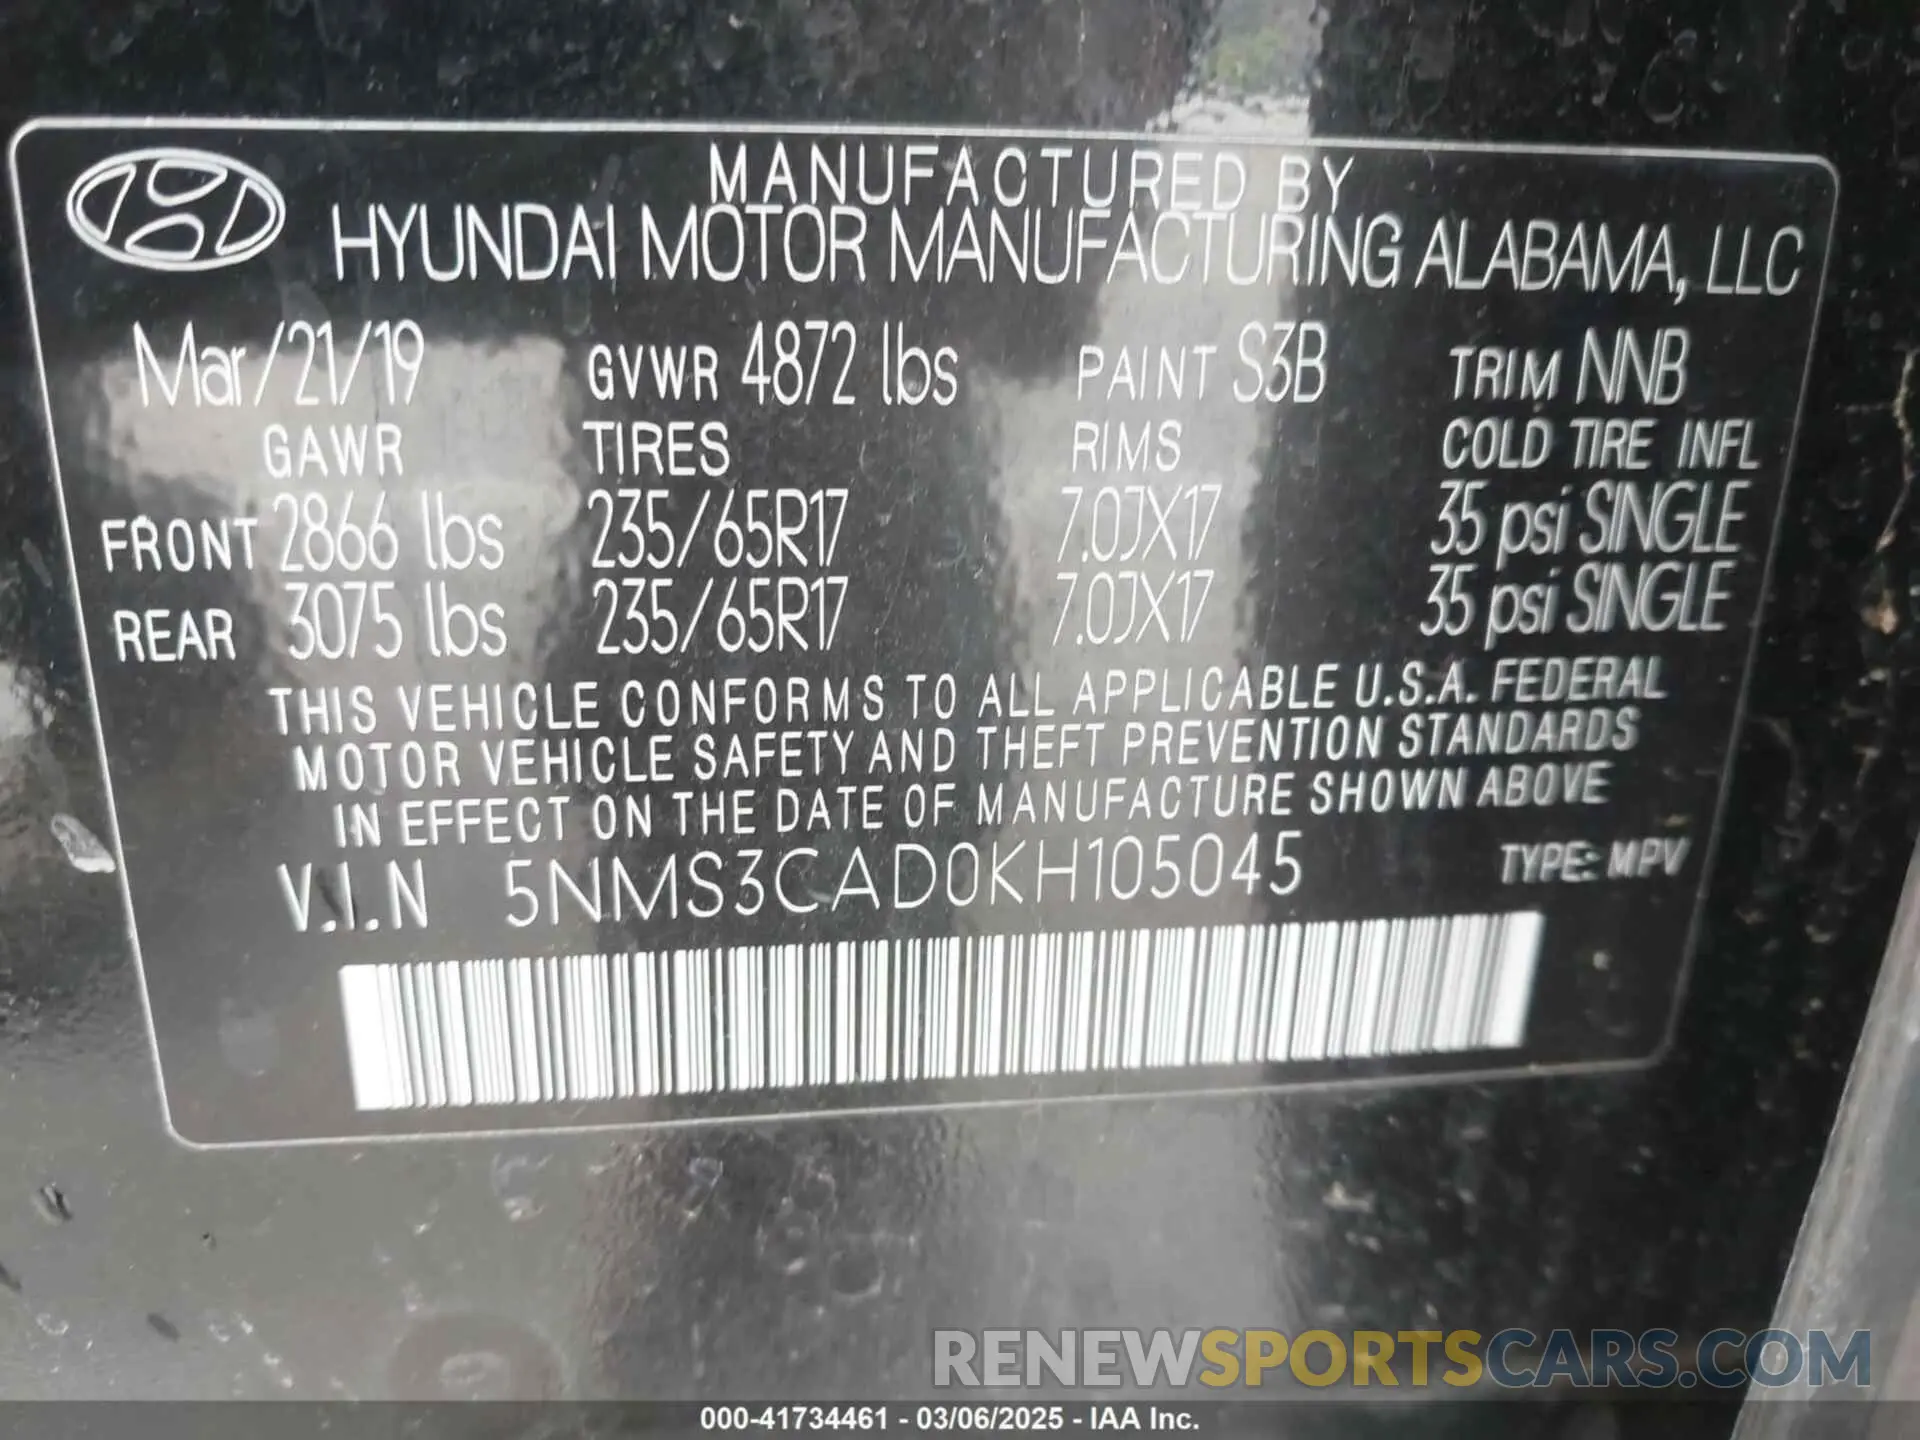 MANUFACTURED BY
HYUNDAI MOTOR MANUFACTURING ALABAMA, LLC
Mar/21/19 GVWR 4872 lbs PAINT S3B TRIM NNB
GAWR TIRES RIMS COLD TIRE INFL
FRONT 2866 lbs 235/65R17 7.0JX17 35 psi SINGLE
REAR 3075 lbs 235/65R17 7.0JX17 35 psi SINGLE
THIS VEHICLE CONFORMS TO ALL APPLICABLE U.S.A. FEDERAL
MOTOR VEHICLE SAFETY AND THEFT PREVENTION STANDARDS
IN EFFECT ON THE DATE OF MANUFACTURE SHOWN ABOVE
V.I.N 5NMS3CAD0KH105045 TYPE: MPV
RENEWSPORTSCARS.COM
000-41734461 - 03/06/2025 - IAA Inc.